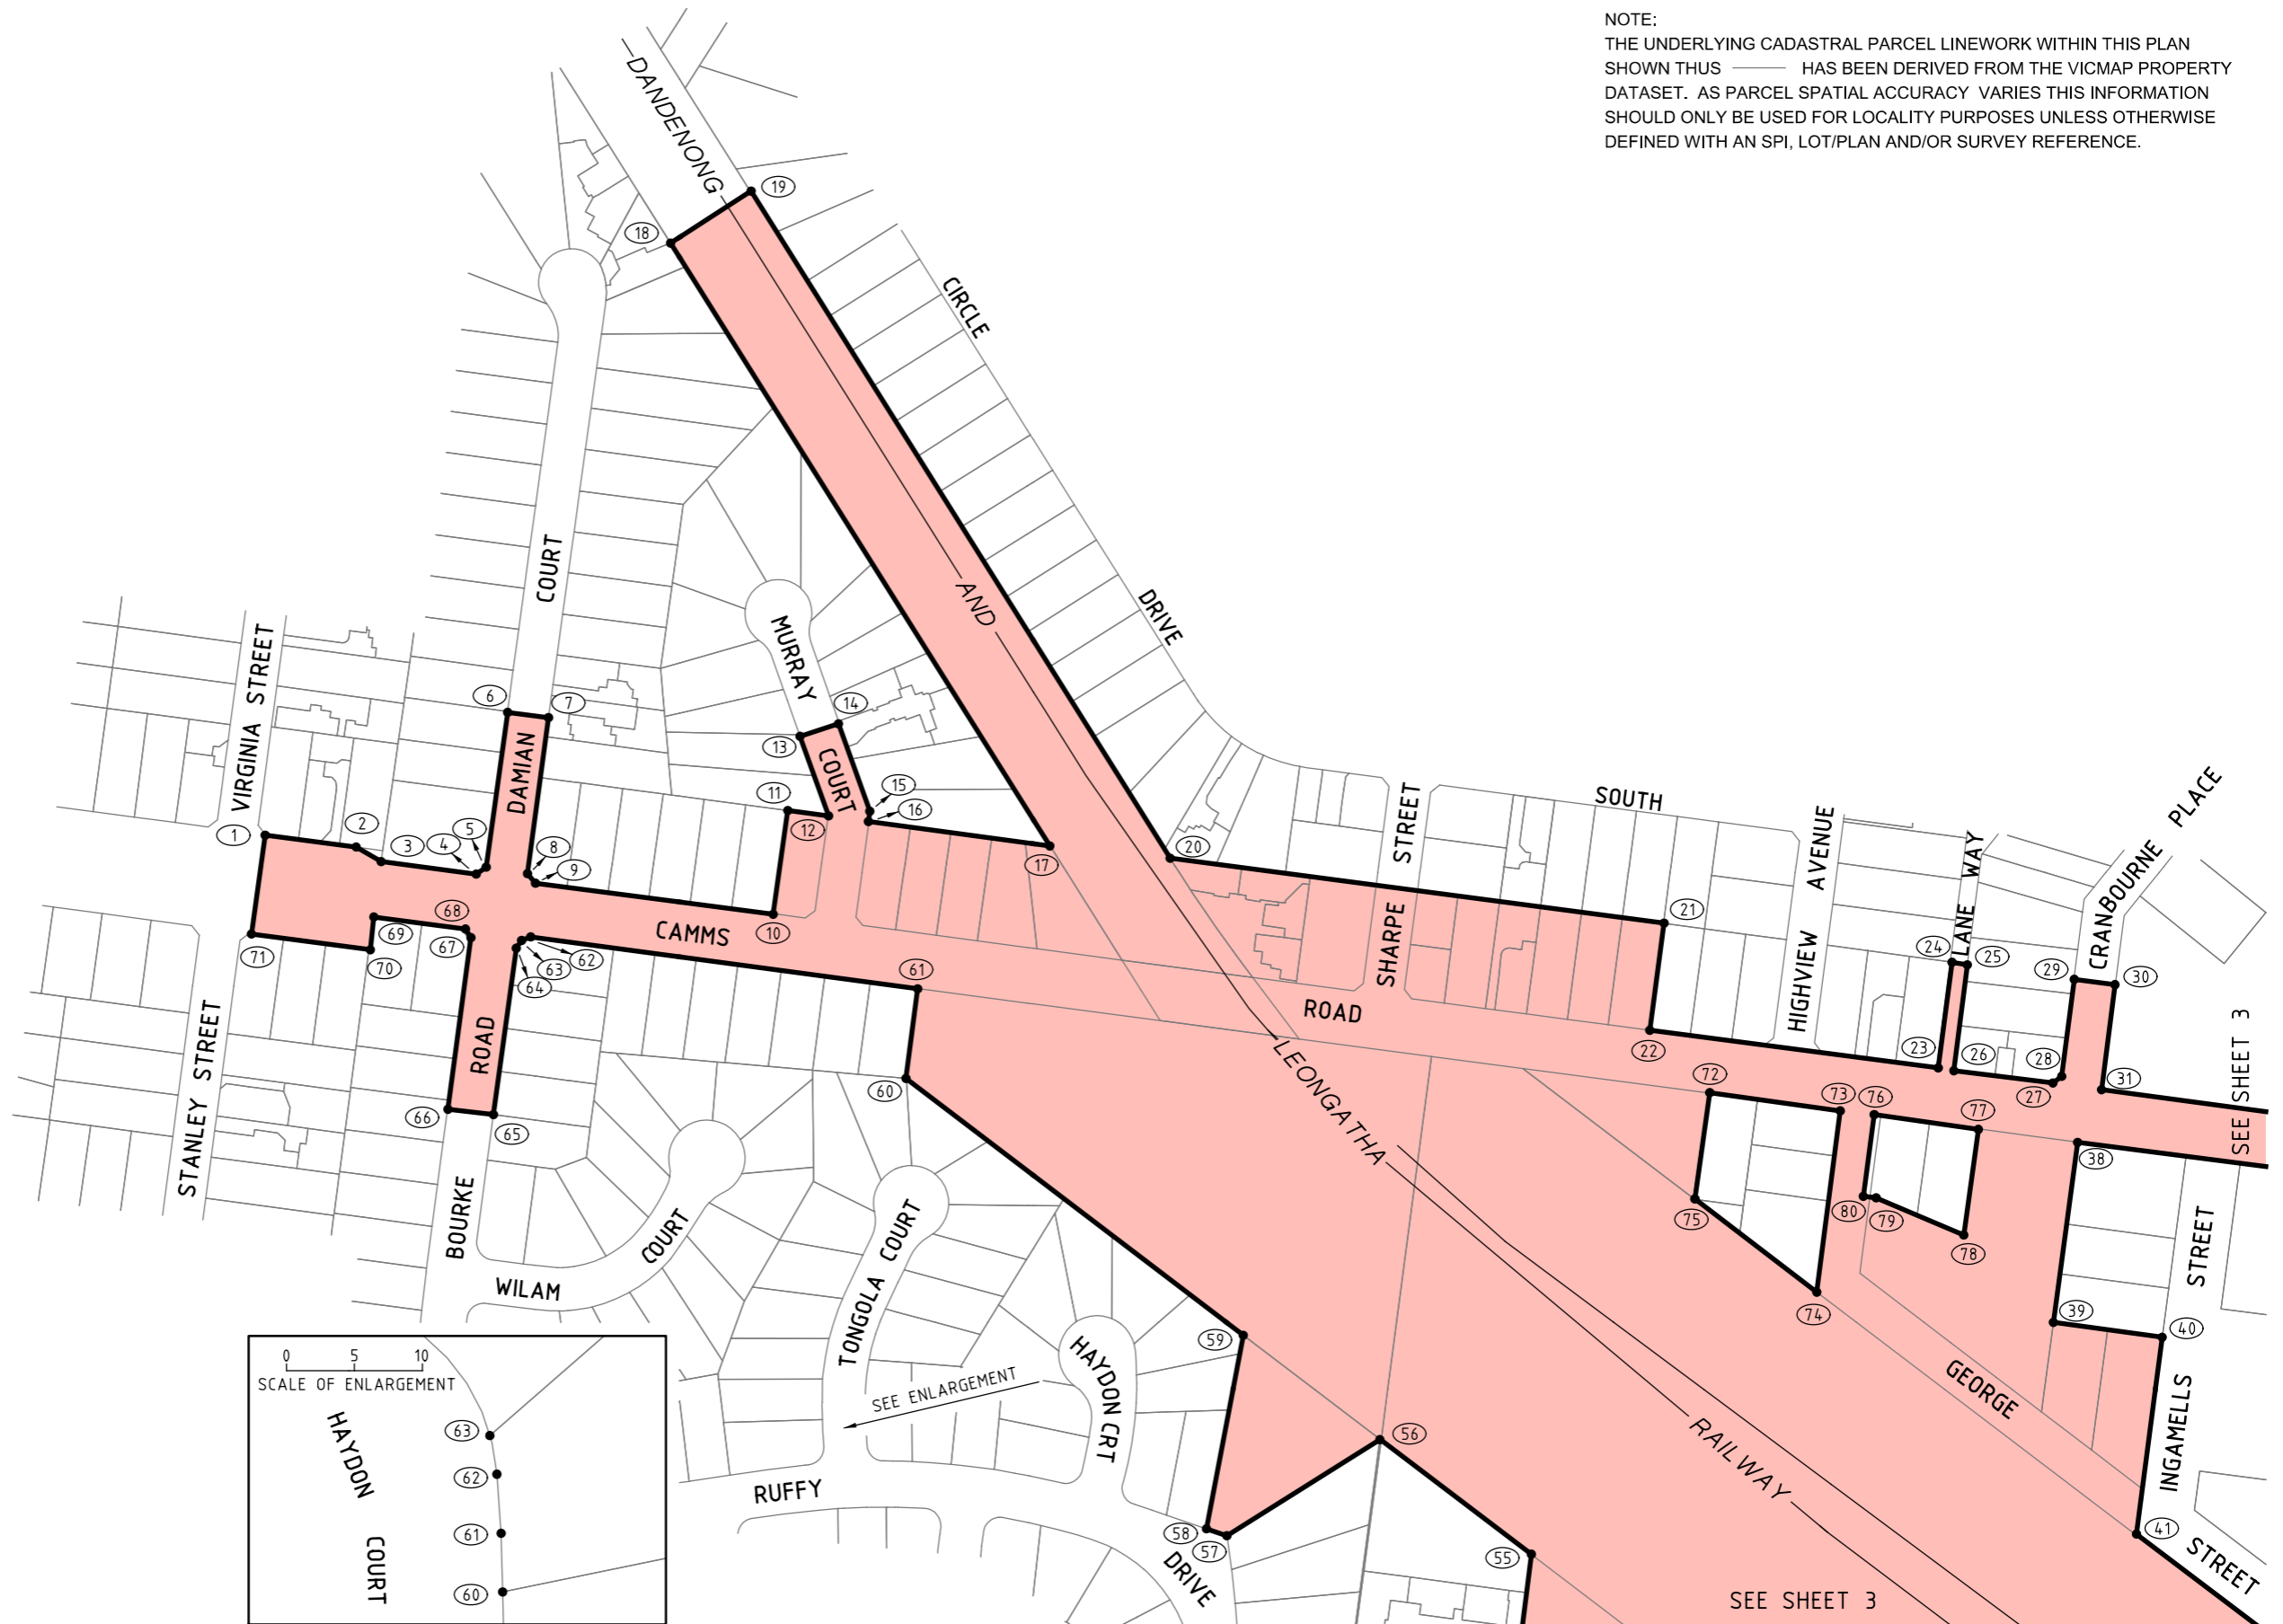 NOTE:
THE UNDERLYING CADASTRAL PARCEL LINEWORK WITHIN THIS PLAN
SHOWN THUS HAS BEEN DERIVED FROM THE VICMAP PROPERTY
DATASET. AS PARCEL SPATIAL ACCURACY VARIES THIS INFORMATION
SHOULD ONLY BE USED FOR LOCALITY PURPOSES UNLESS OTHERWISE
DEFINED WITH AN SPI, LOT/PLAN AND/OR SURVEY REFERENCE.
DANDENONG
19
18
CIRCLE
COURT
AND
DRIVE
MURRAY
VIRGINIA STREET
6
7
14
13
COURT
DAMIAN
15
16
11
12
1
2
3
4
5
8
9
17
20
STREET
SOUTH
AVENUE
WAY
CRANBOURNE PLACE
10
21
68
69
67
CAMMS
71
70
62
63
64
61
SHARPE
HIGHVIEW
24
LANE
25
29
30
ROAD
22
23
26
28
27
31
SEE SHEET 3
STANLEY STREET
ROAD
LEONGATHA
60
72
73
76
77
66
65
38
75
80
79
78
74
BOURKE
COURT
WILAM
TONGOLA COURT
STREET
39
40
59
HAYDON CRT
SEE ENLARGEMENT
GEORGE
INGAMELLS
0 5 10
SCALE OF ENLARGEMENT
HAYDON
COURT
63
62
61
60
RUFFY
DRIVE
56
RAILWAY
58
57
55
41
STREET
SEE SHEET 3